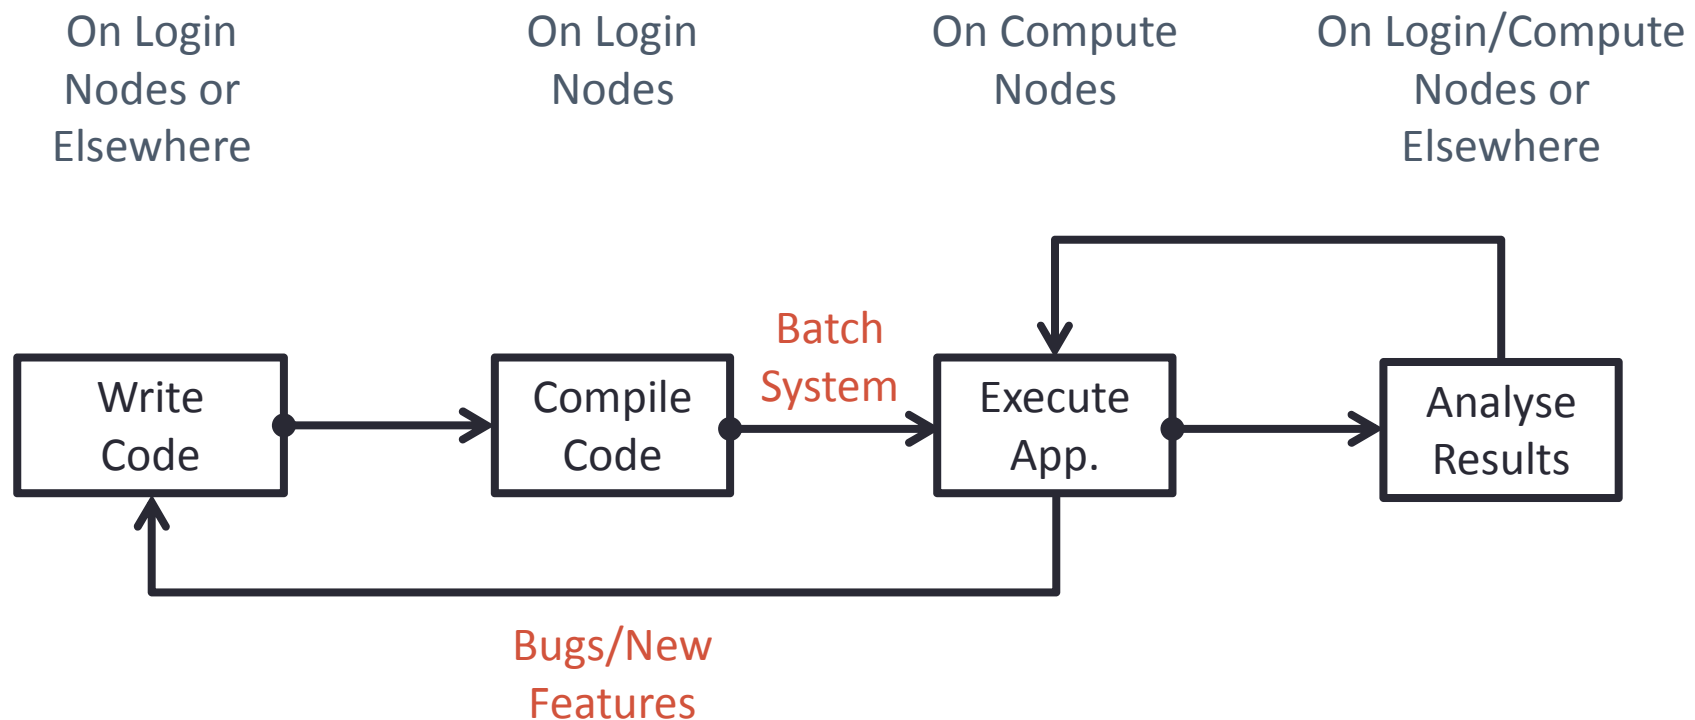 On Login
Nodes or
Elsewhere
On Login
Nodes
On Compute
Nodes
On Login/Compute
Nodes or
Elsewhere
Write
Code
Compile
Code
Batch
System
Execute
App.
Analyse
Results
Bugs/New
Features